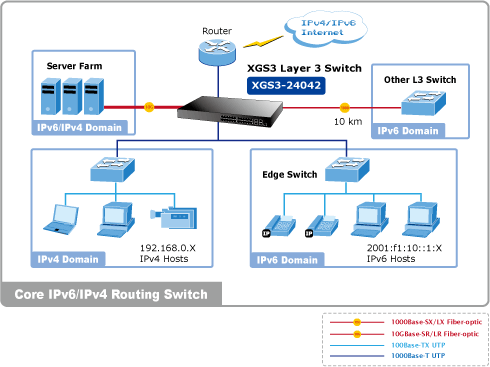 Router
IPv4/IPv6
Internet
Server Farm
XGS3 Layer 3 Switch
XGS3-24042
Other L3 Switch
10 km
IPv6/IPv4 Domain
IPv6 Domain
Edge Switch
IP
IP
192.168.0.X
IPv4 Hosts
2001:f1:10::1:X
IPv6 Hosts
IPv4 Domain
IPv6 Domain
Core IPv6/IPv4 Routing Switch
1000Base-SX/LX Fiber-optic
10GBase-SR/LR Fiber-optic
100Base-TX UTP
1000Base-T UTP